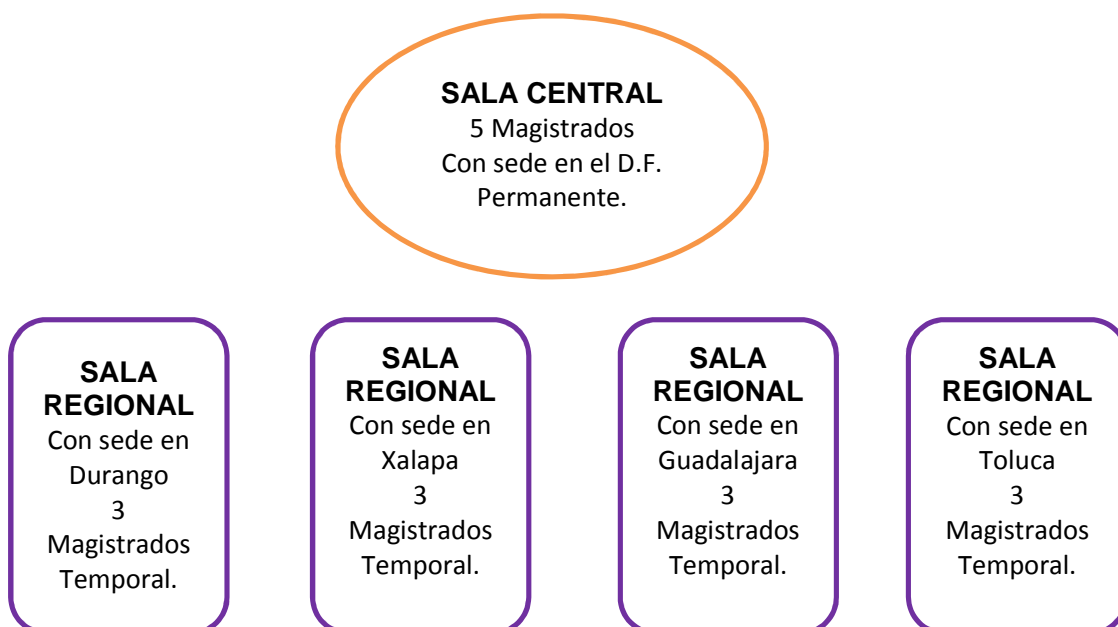 SALA CENTRAL
5 Magistrados
Con sede en el D.F.
Permanente.
SALA
REGIONAL
Con sede en
Durango
3
Magistrados
Temporal.
SALA
REGIONAL
Con sede en
Xalapa
3
Magistrados
Temporal.
SALA
REGIONAL
Con sede en
Guadalajara
3
Magistrados
Temporal.
SALA
REGIONAL
Con sede en
Toluca
3
Magistrados
Temporal.